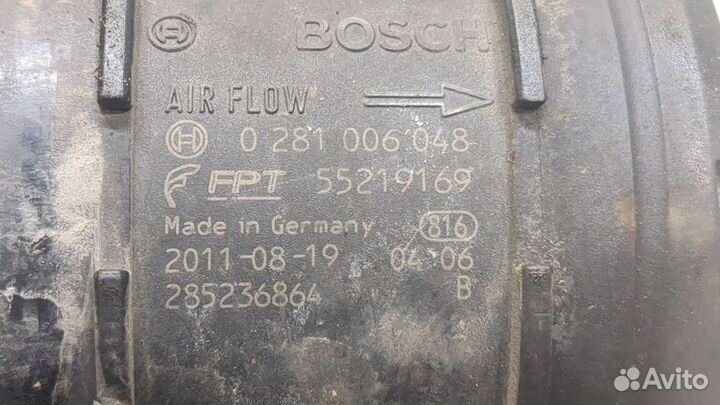 BOSCH
AIR FLOW
0 281 006 048
FPT 55219169
Made in Germany 816
2011-08-19 04:06
285236864 B
Avito